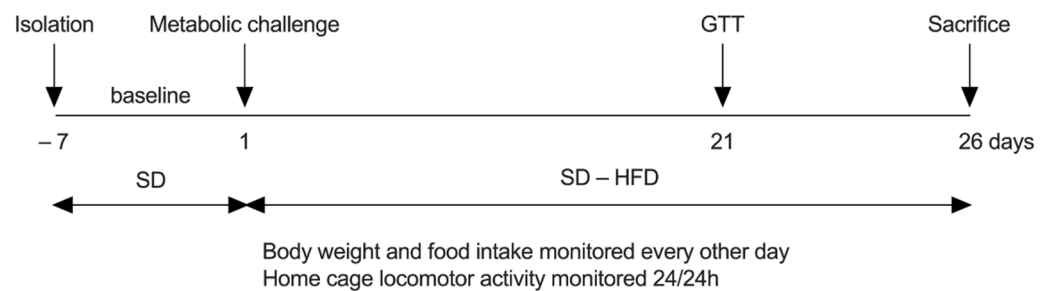 Isolation Metabolic challenge GTT Sacrifice
baseline
– 7 1 21 26 days
SD SD – HFD
Body weight and food intake monitored every other day
Home cage locomotor activity monitored 24/24h